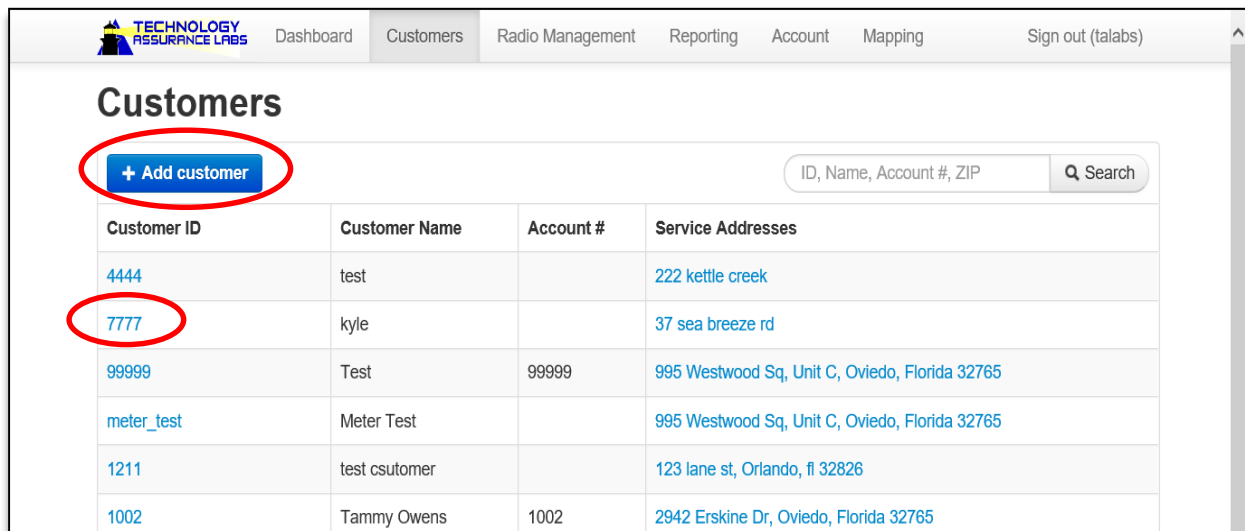 TECHNOLOGY
ASSURANCE LABS
Dashboard Customers Radio Management Reporting Account Mapping Sign out (talabs)
Customers
+ Add customer ID, Name, Account #, ZIP Search
Customer ID Customer Name Account # Service Addresses
4444 test 222 kettle creek
7777 kyle 37 sea breeze rd
99999 Test 99999 995 Westwood Sq, Unit C, Oviedo, Florida 32765
meter_test Meter Test 995 Westwood Sq, Unit C, Oviedo, Florida 32765
1211 test csutomer 123 lane st, Orlando, fl 32826
1002 Tammy Owens 1002 2942 Erskine Dr, Oviedo, Florida 32765